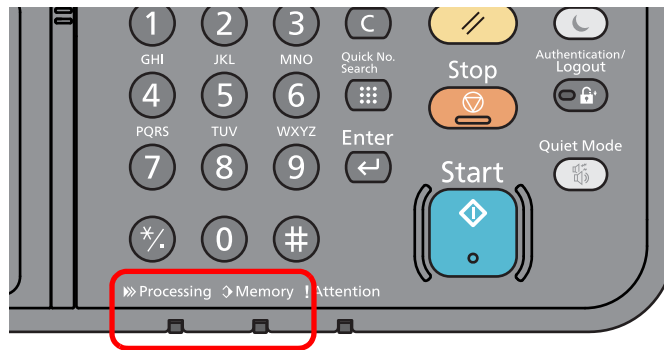 1 2 3 C
GHI JKL MNO Quick No.
Search
Stop
Authentication/
Logout
4 5 6
PQRS TUV WXYZ Enter
Quiet Mode
7 8 9
Start
*/. 0 #
Processing Memory ! Attention